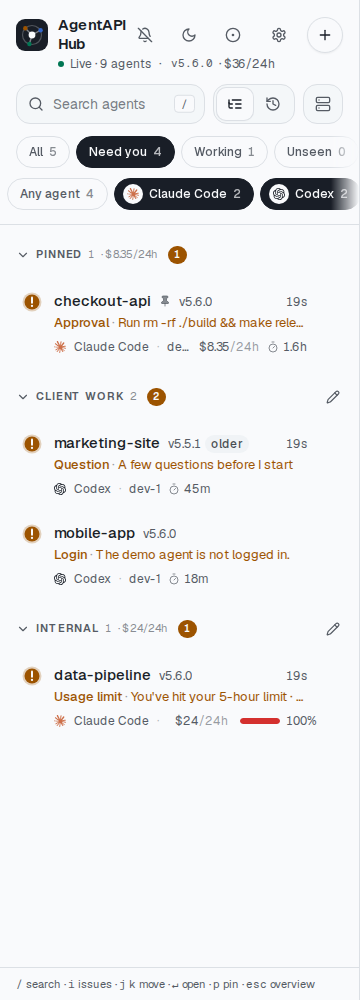 AgentAPI
Hub
Live · 9 agents · v5.6.0 · $36/24h
Search agents /
All 5 Need you 4 Working 1 Unseen 0
Any agent 4 Claude Code 2 Codex 2
PINNED 1 · $8.35/24h 1
checkout-api v5.6.0 19s
Approval · Run rm -rf ./build && make rele…
Claude Code · de… $8.35/24h 1.6h
CLIENT WORK 2 2
marketing-site v5.5.1 older 19s
Question · A few questions before I start
Codex · dev-1 45m
mobile-app v5.6.0
Login · The demo agent is not logged in.
Codex · dev-1 18m
INTERNAL 1 · $24/24h 1
data-pipeline v5.6.0 19s
Usage limit · You've hit your 5-hour limit · …
Claude Code · $24/24h 100%
/ search · i issues · j k move · ↵ open · p pin · esc overview